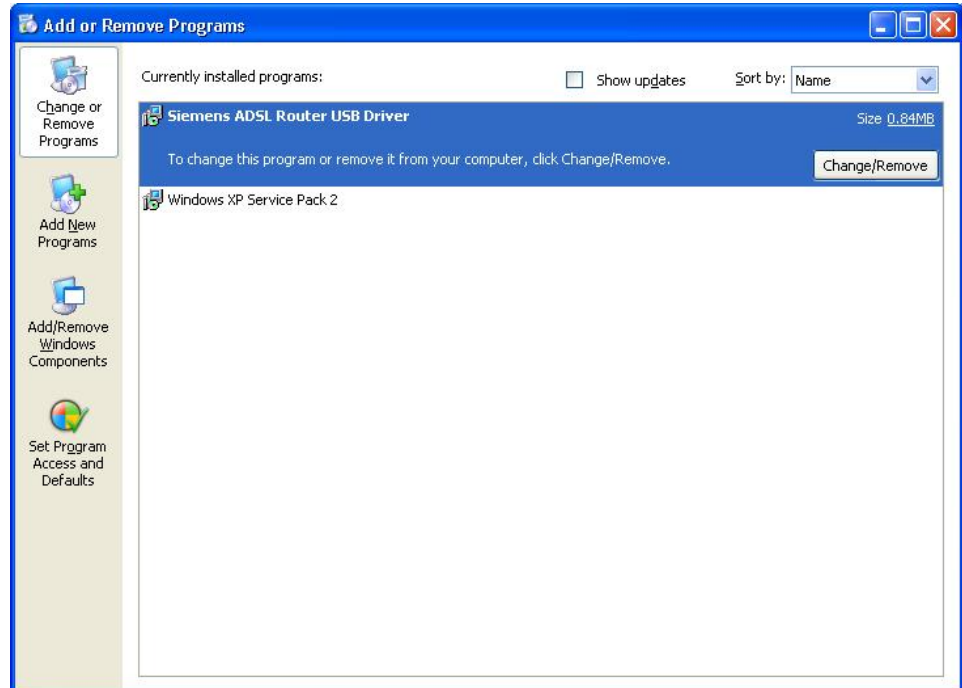 Add or Remove Programs
Change or
Remove
Programs
Add New
Programs
Add/Remove
Windows
Components
Set Program
Access and
Defaults
Currently installed programs:
Show updates
Sort by: Name
Siemens ADSL Router USB Driver
Size 0.84MB
To change this program or remove it from your computer, click Change/Remove.
Change/Remove
Windows XP Service Pack 2